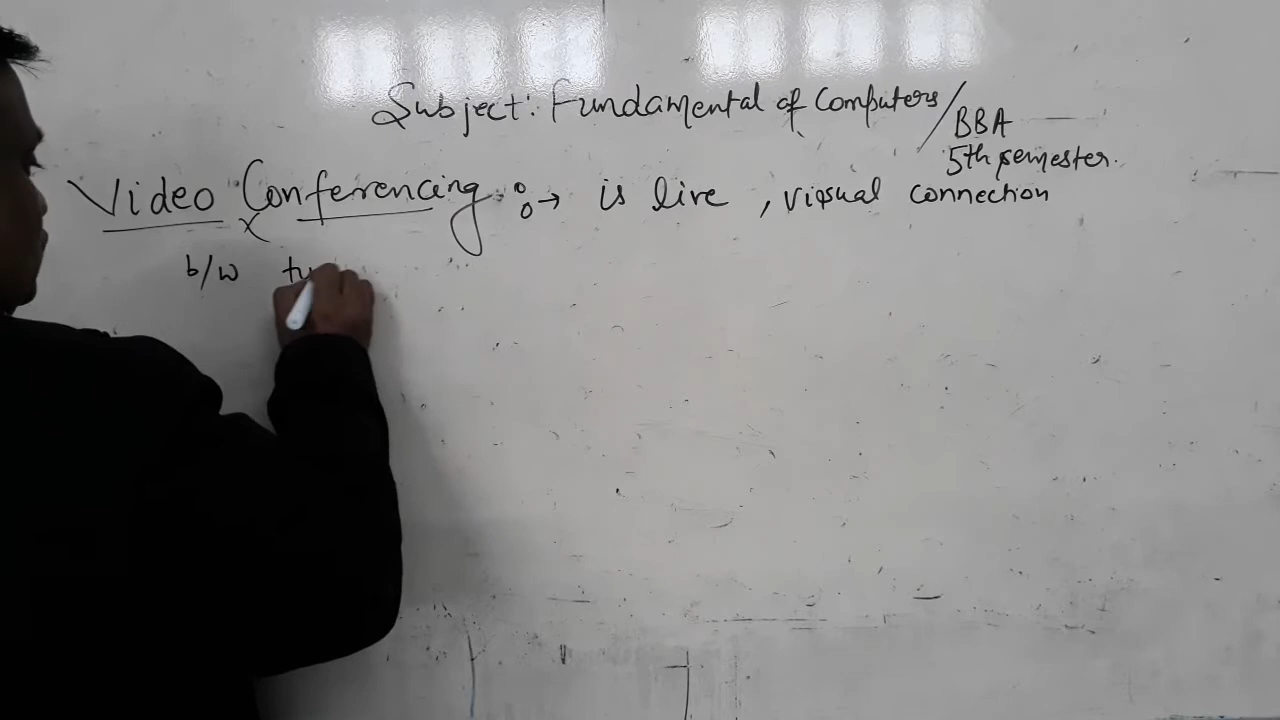 Subject: Fundamental of Computers/
BBA
5th semester.
Video Conferencing :→ is live, visual connection
b/w